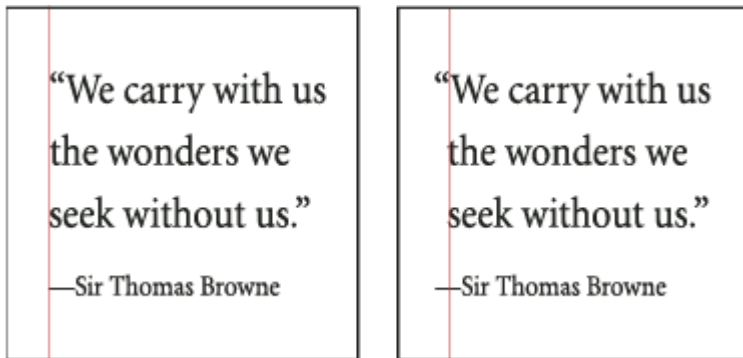 “We carry with us
the wonders we
seek without us.”
—Sir Thomas Browne
“We carry with us
the wonders we
seek without us.”
—Sir Thomas Browne